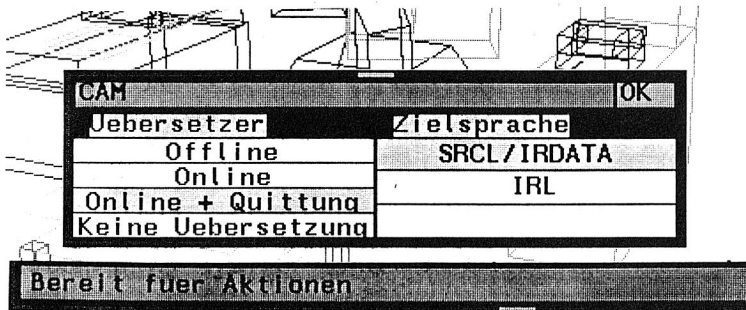 CAM OK
Uebersetzer Zielsprache
Offline SRCL/IRDATA
Online IRL
Online + Quittung
Keine Uebersetzung
Bereit fuer Aktionen